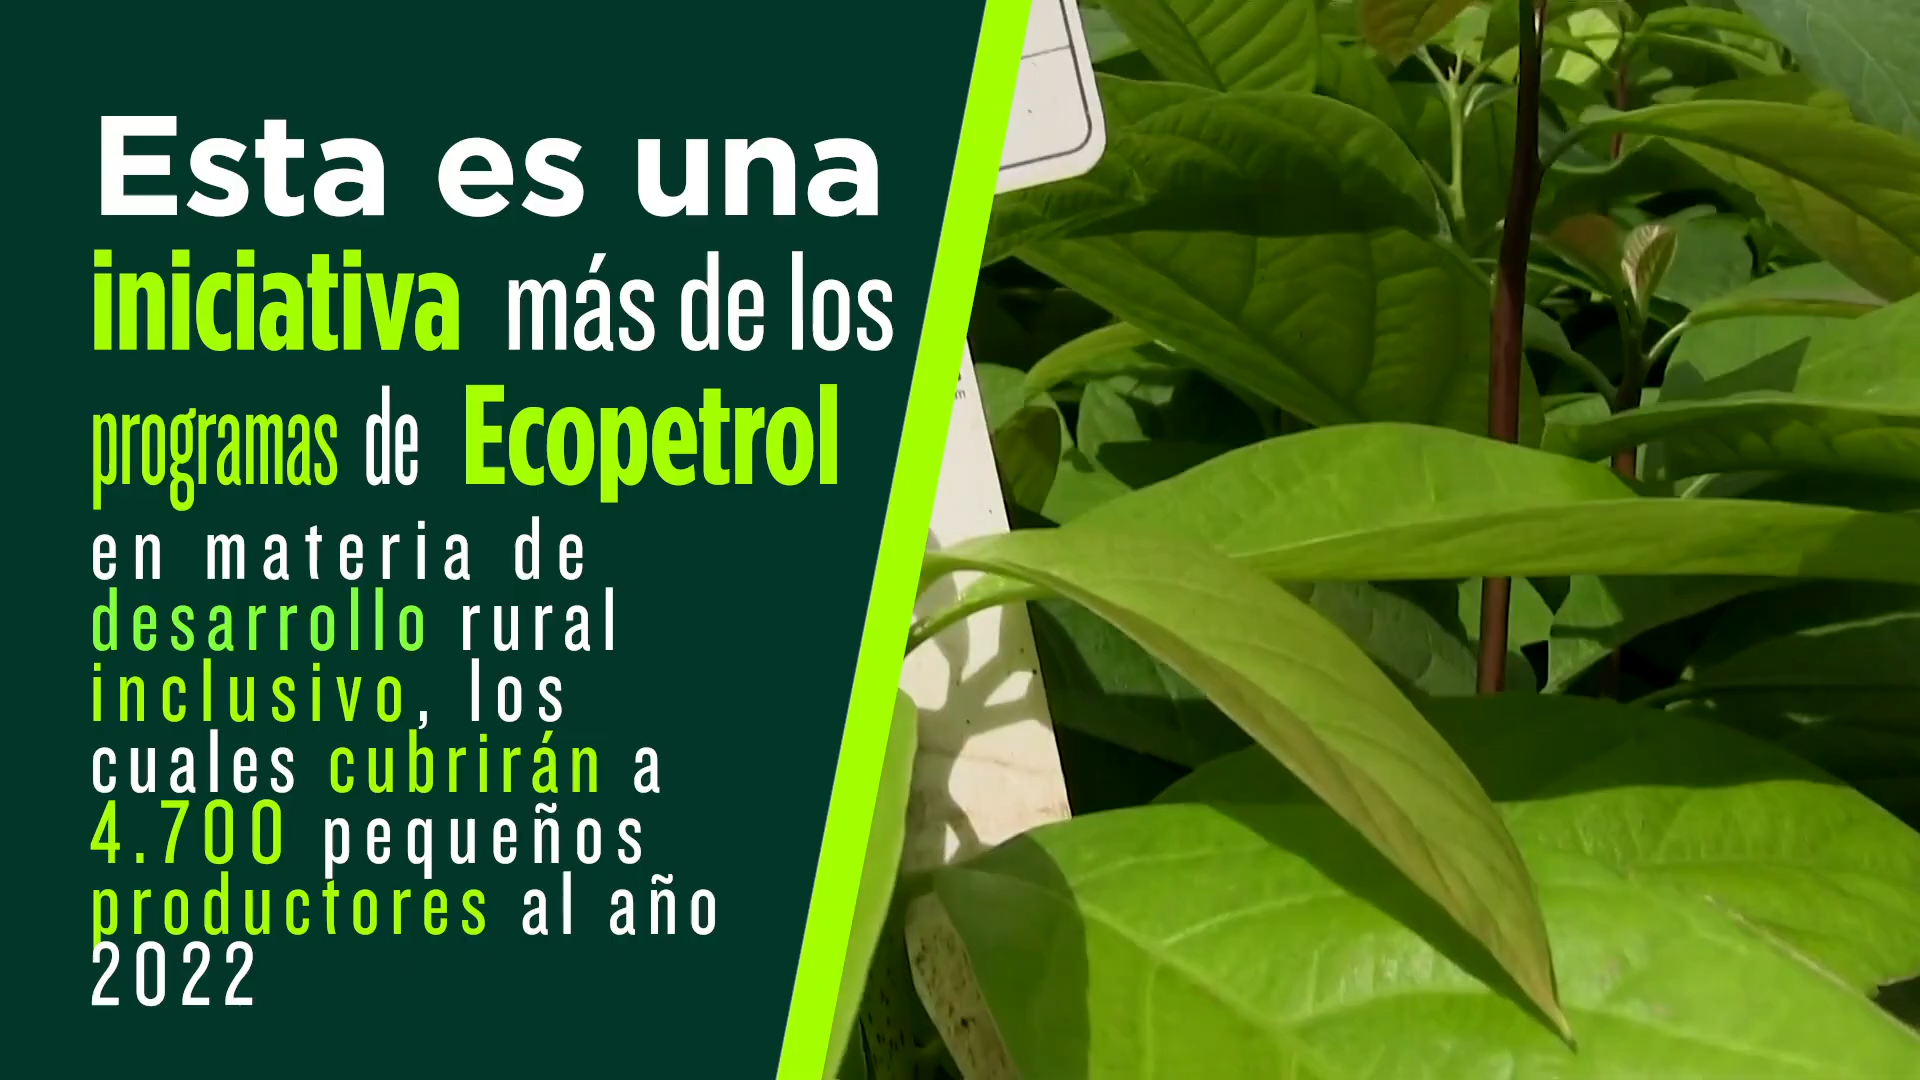 Esta es una
iniciativa más de los
programas de Ecopetrol
en materia de
desarrollo rural
inclusivo, los
cuales cubrirán a
4.700 pequeños
productores al año
2022